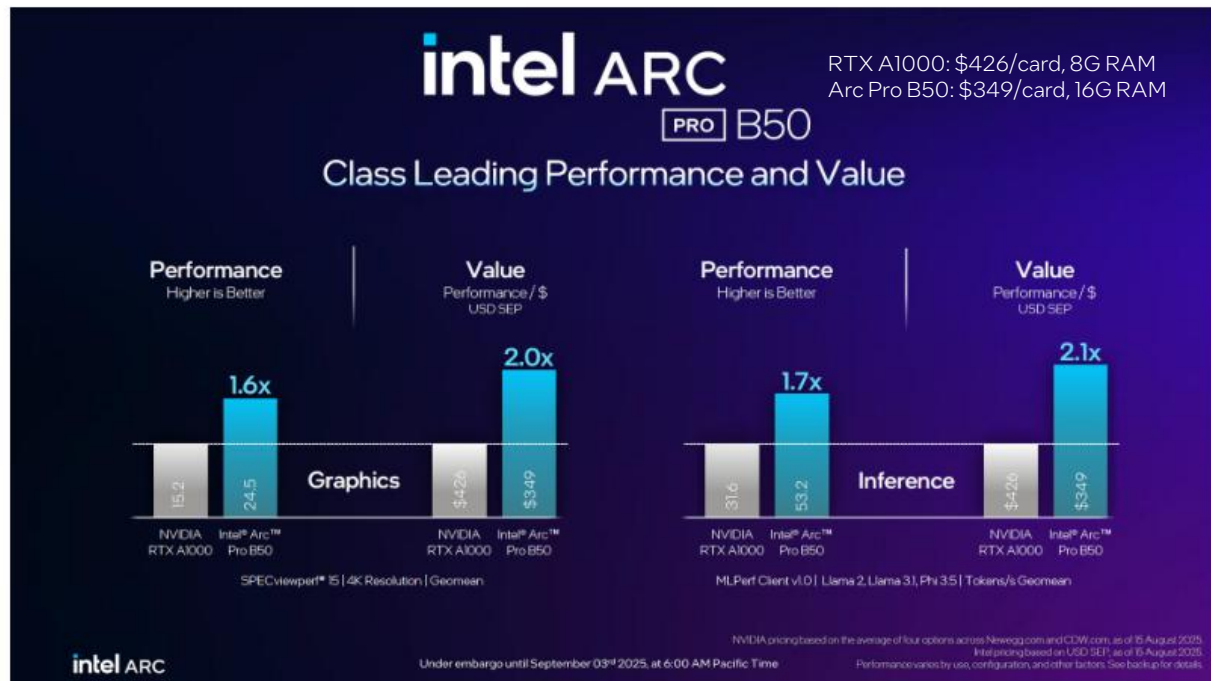 intel ARC
PRO B50
RTX A1000: $426/card, 8G RAM
Arc Pro B50: $349/card, 16G RAM
Class Leading Performance and Value
Performance
Higher is Better
Value
Performance / $
USD SEP
1.6x
2.0x
15.2
24.5
Graphics
$426
$349
NVIDIA
RTX A1000
Intel® Arc™
Pro B50
NVIDIA
RTX A1000
Intel® Arc™
Pro B50
SPECviewperf® 15 | 4K Resolution | Geomean
Performance
Higher is Better
Value
Performance / $
USD SEP
1.7x
2.1x
31.6
53.2
Inference
$426
$349
NVIDIA
RTX A1000
Intel® Arc™
Pro B50
NVIDIA
RTX A1000
Intel® Arc™
Pro B50
MLPerf Client v1.0 | Llama 2, Llama 3.1, Phi 3.5 | Tokens/s Geomean
intel ARC
Under embargo until September 03rd 2025, at 6:00 AM Pacific Time
NVIDIA pricing based on the average of four options across Newegg.com and CDW.com, as of 15 August 2025.
Intel pricing based on USD SEP, as of 15 August 2025.
Performance varies by use, configuration, and other factors. See backup for details.